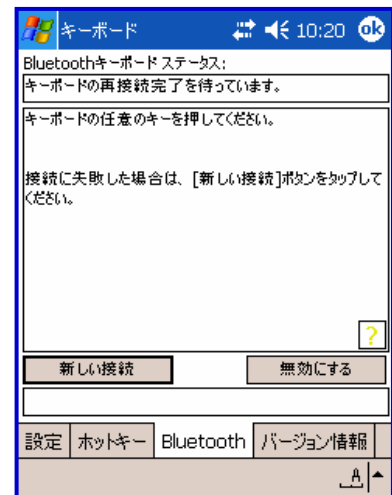 キーボード 10:20 ok
Bluetoothキーボード ステータス:
キーボードの再接続完了を待っています。
キーボードの任意のキーを押してください。
接続に失敗した場合は、[新しい接続]ボタンをタップして
ください。
?
新しい接続 無効にする
設定 ホットキー Bluetooth バージョン情報
A